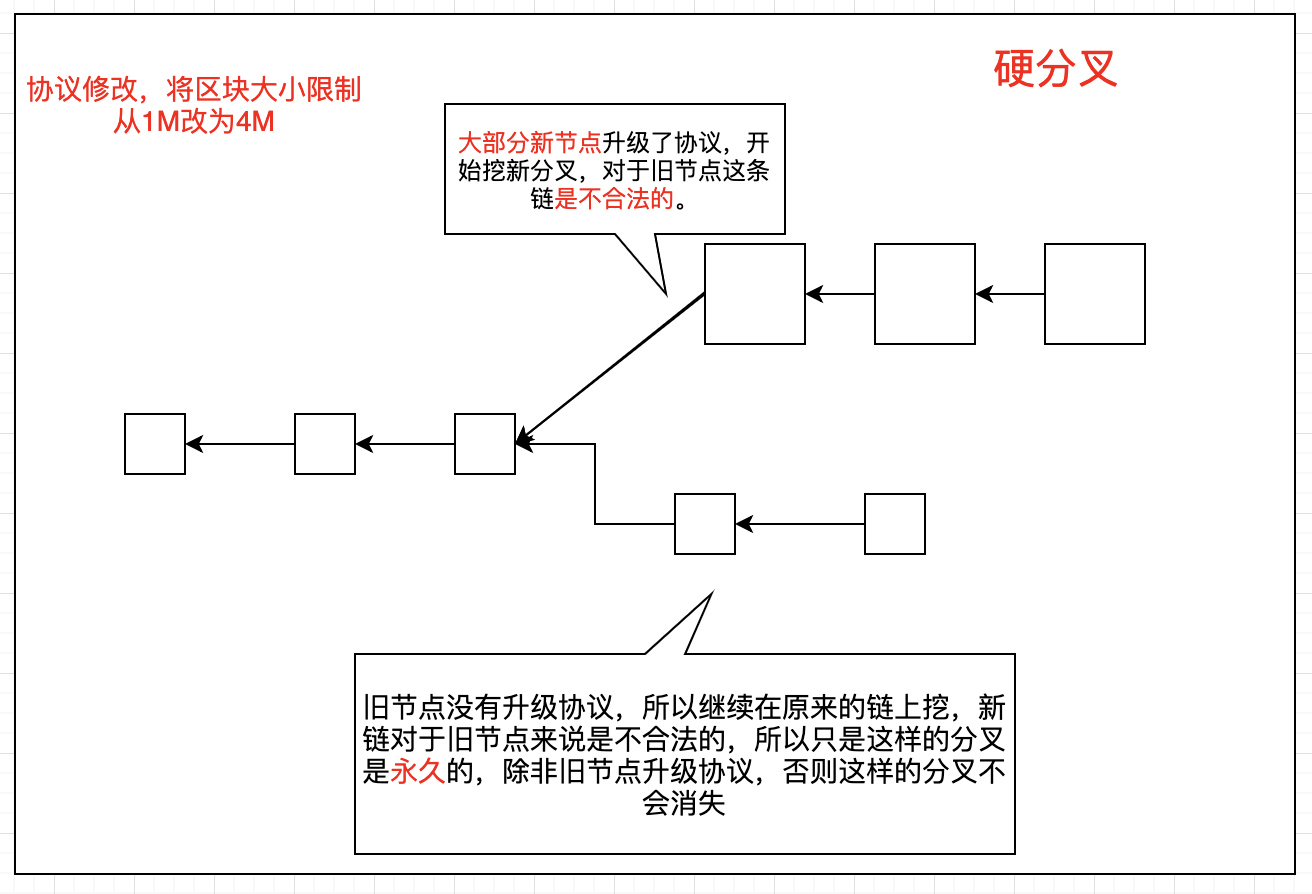 硬分叉
协议修改，将区块大小限制
从1M改为4M
大部分新节点升级了协议，开
始挖新分叉，对于旧节点这条
链是不合法的。
旧节点没有升级协议，所以继续在原来的链上挖，新
链对于旧节点来说是不合法的，所以只是这样的分叉
是永久的，除非旧节点升级协议，否则这样的分叉不
会消失